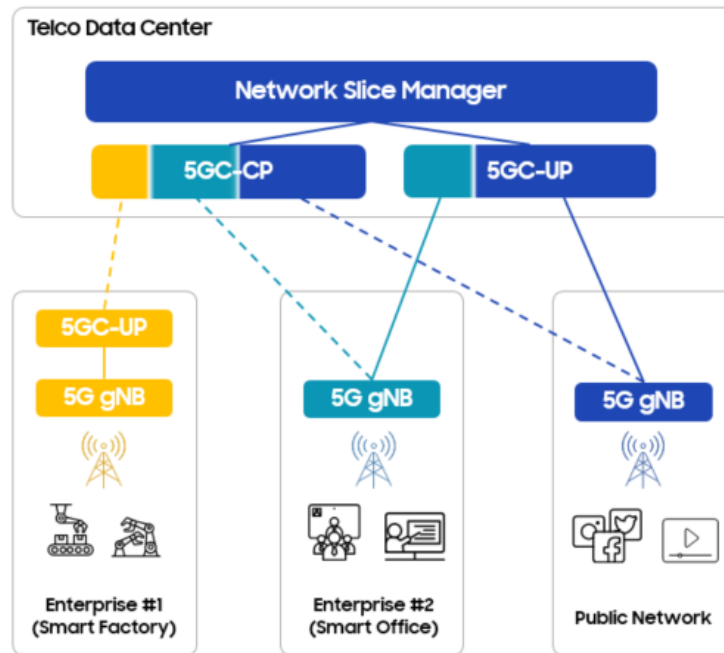 Telco Data Center
Network Slice Manager
5GC-CP
5GC-UP
5GC-UP
5G gNB
5G gNB
5G gNB
Enterprise #1
(Smart Factory)
Enterprise #2
(Smart Office)
Public Network